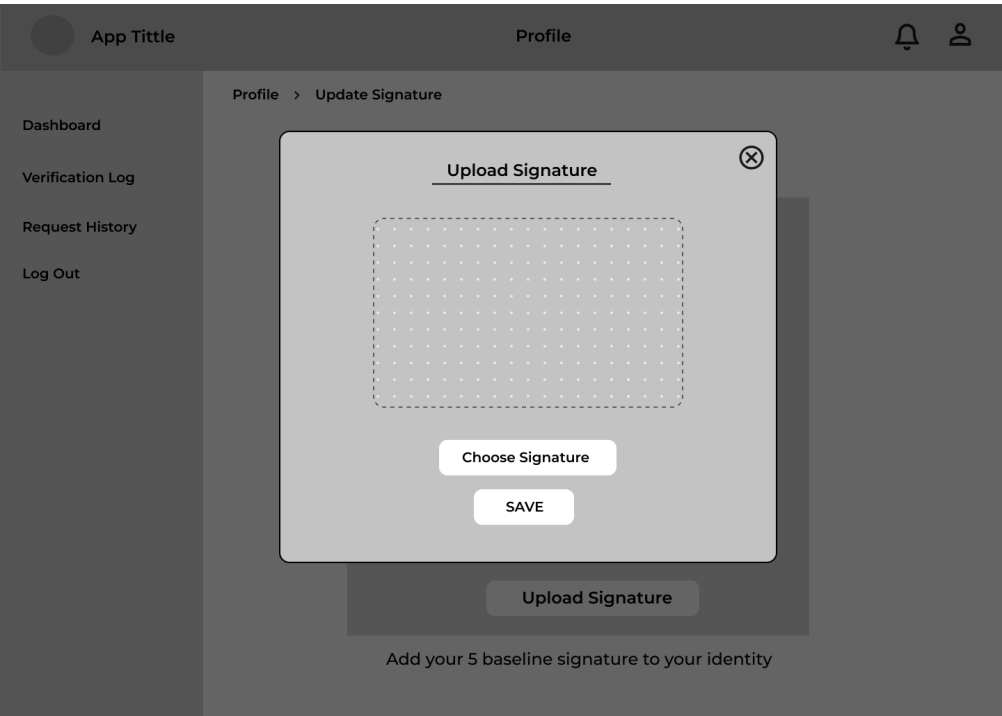 App Tittle
Profile
Profile > Update Signature
Dashboard
Verification Log
Request History
Log Out
Upload Signature
Choose Signature
SAVE
Upload Signature
Add your 5 baseline signature to your identity